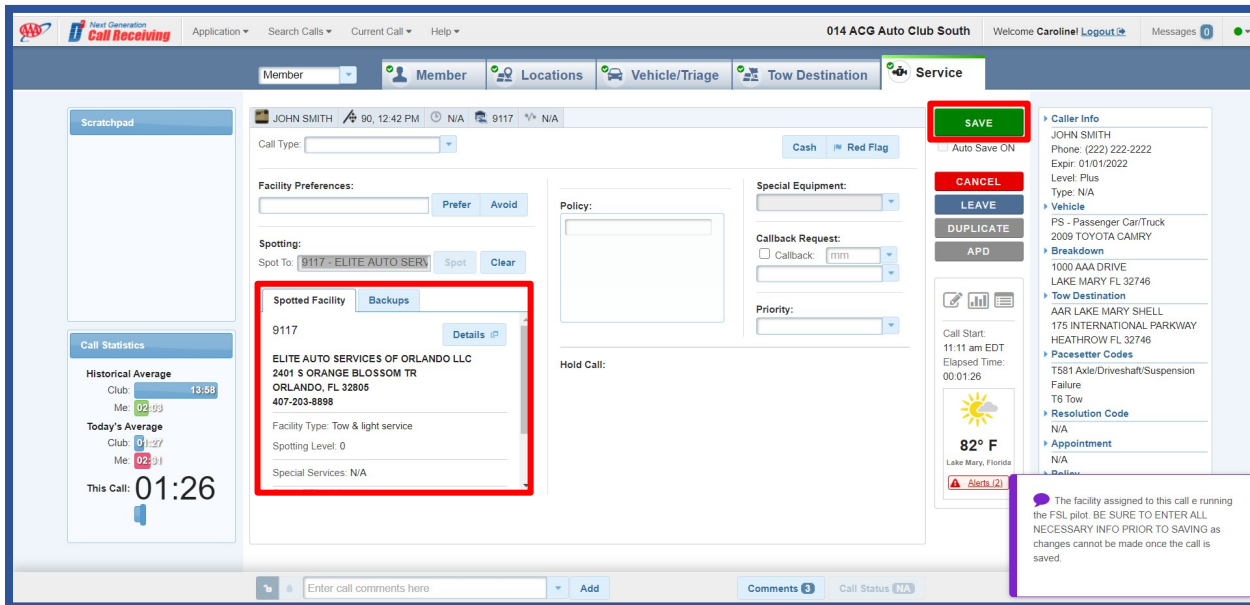 AAA
D3 Next Generation
Call Receiving
Application
Search Calls
Current Call
Help
014 ACG Auto Club South
Welcome Caroline! Logout
Messages 0
Member
Member
Locations
Vehicle/Triage
Tow Destination
Service
Scratchpad
Call Statistics
Historical Average
Club: 13:58
Me: 02:03
Today's Average
Club: 01:27
Me: 02:31
This Call: 01:26
JOHN SMITH 90, 12:42 PM N/A 9117 N/A
Call Type:
Cash Red Flag
Facility Preferences:
Prefer Avoid
Spotting:
Spot To: 9117 - ELITE AUTO SERV Spot Clear
Spotted Facility Backups
9117 Details
ELITE AUTO SERVICES OF ORLANDO LLC
2401 S ORANGE BLOSSOM TR
ORLANDO, FL 32805
407-203-8898
Facility Type: Tow & light service
Spotting Level: 0
Special Services: N/A
Policy:
Hold Call:
Special Equipment:
Callback Request:
Callback: mm
Priority:
SAVE
Auto Save ON
CANCEL
LEAVE
DUPLICATE
APD
Call Start:
11:11 am EDT
Elapsed Time:
00:01:26
82° F
Lake Mary, Florida
Alerts (2)
Caller Info
JOHN SMITH
Phone: (222) 222-2222
Expir: 01/01/2022
Level: Plus
Type: N/A
Vehicle
PS - Passenger Car/Truck
2009 TOYOTA CAMRY
Breakdown
1000 AAA DRIVE
LAKE MARY FL 32746
Tow Destination
AAR LAKE MARY SHELL
175 INTERNATIONAL PARKWAY
HEATHROW FL 32746
Pacesetter Codes
T581 Axle/Driveshaft/Suspension
Failure
T6 Tow
Resolution Code
N/A
Appointment
N/A
Policy
The facility assigned to this call e running
the FSL pilot. BE SURE TO ENTER ALL
NECESSARY INFO PRIOR TO SAVING as
changes cannot be made once the call is
saved.
Enter call comments here
Add
Comments 3
Call Status NA